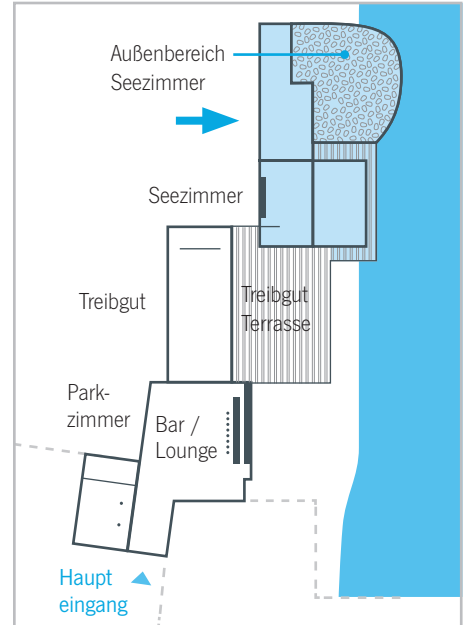 Außenbereich
Seezimmer
Seezimmer
Treibgut
Treibgut
Terrasse
Park-
zimmer
Bar /
Lounge
Haupt
eingang